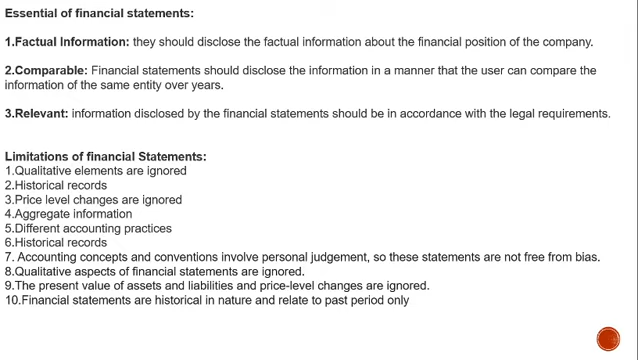 Essential of financial statements:
1.Factual Information: they should disclose the factual information about the financial position of the company.
2.Comparable: Financial statements should disclose the information in a manner that the user can compare the
information of the same entity over years.
3.Relevant: information disclosed by the financial statements should be in accordance with the legal requirements.
Limitations of financial Statements:
1.Qualitative elements are ignored
2.Historical records
3.Price level changes are ignored
4.Aggregate information
5.Different accounting practices
6.Historical records
7. Accounting concepts and conventions involve personal judgement, so these statements are not free from bias.
8.Qualitative aspects of financial statements are ignored.
9.The present value of assets and liabilities and price-level changes are ignored.
10.Financial statements are historical in nature and relate to past period only